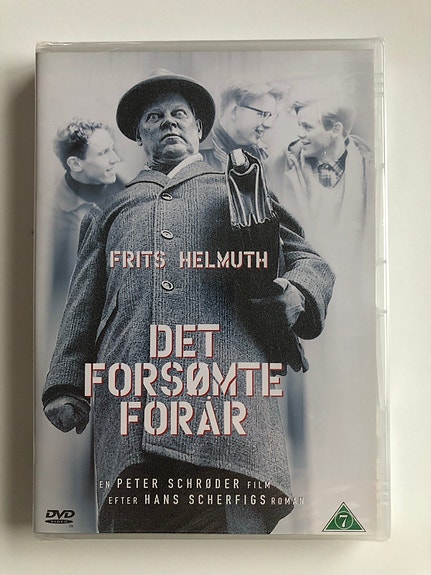 FRITS HELMUTH
DET
FORSØMTE
FORÅR
EN PETER SCHRØDER FILM
EFTER HANS SCHERFIGS ROMAN
DVD
7